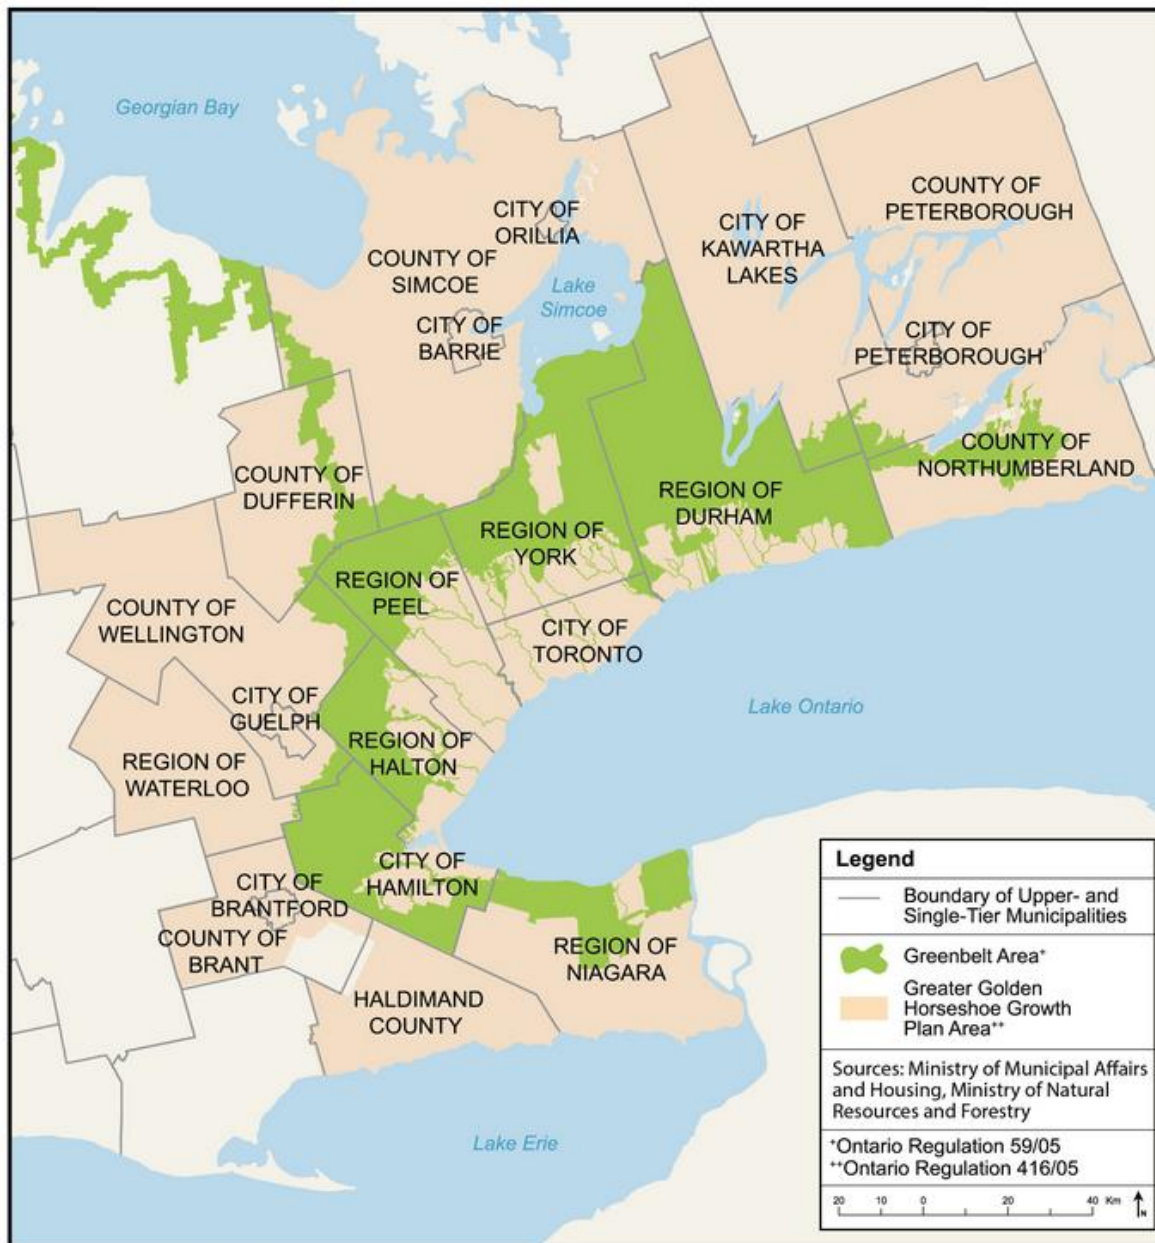 Georgian Bay
COUNTY OF
PETERBOROUGH
CITY OF
ORILLIA
CITY OF
KAWARTHA
LAKES
COUNTY OF
SIMCOE
Lake
Simcoe
CITY OF
BARRIE
CITY OF
PETERBOROUGH
COUNTY OF
NORTHUMBERLAND
COUNTY OF
DUFFERIN
REGION OF
DURHAM
REGION OF
YORK
REGION OF
PEEL
COUNTY OF
WELLINGTON
CITY OF
TORONTO
CITY OF
GUELPH
Lake Ontario
REGION OF
HALTON
REGION OF
WATERLOO
CITY OF
HAMILTON
CITY OF
BRANTFORD
COUNTY OF
BRANT
REGION OF
NIAGARA
HALDIMAND
COUNTY
Lake Erie
Legend
Boundary of Upper- and
Single-Tier Municipalities
Greenbelt Area+
Greater Golden
Horseshoe Growth
Plan Area++
Sources: Ministry of Municipal Affairs
and Housing, Ministry of Natural
Resources and Forestry
+Ontario Regulation 59/05
++Ontario Regulation 416/05
20 10 0 20 40 Km
N